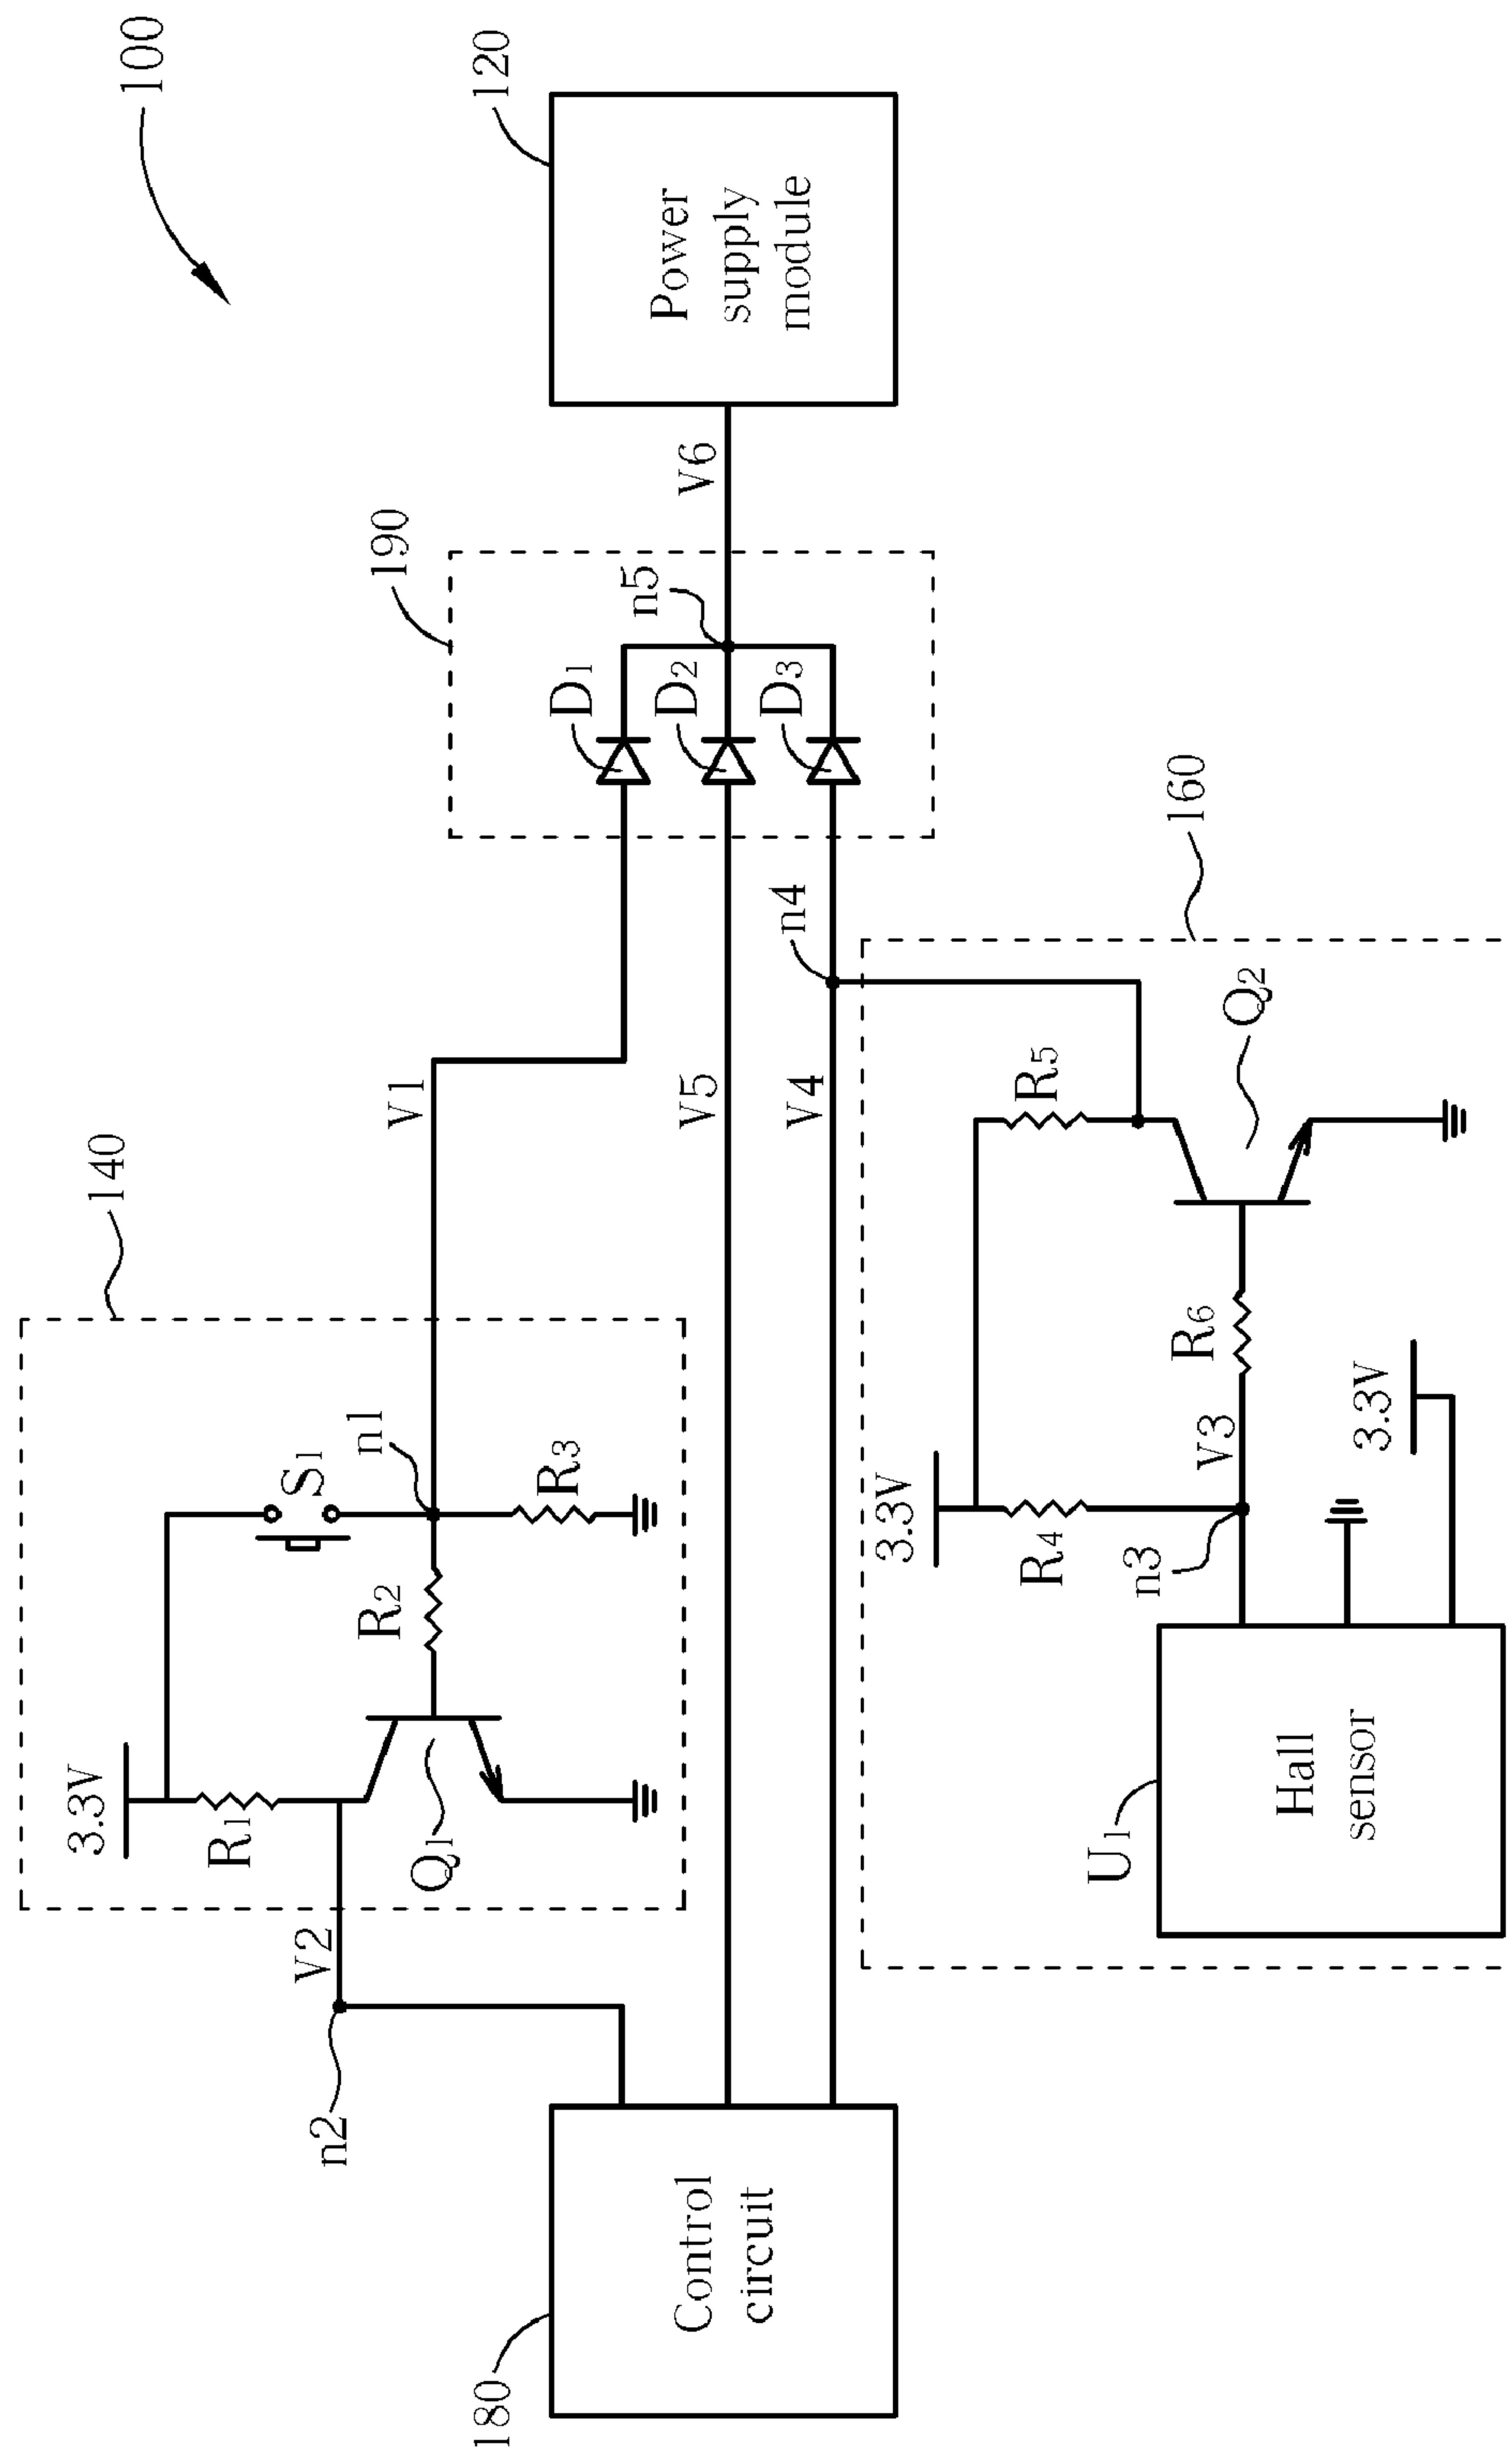 100
140
3.3V
R1
S1
n1
V1
R2
R3
Q1
V2
n2
190
D1
D2
D3
n5
V6
120
Power
supply
module
180
Control
circuit
V5
V4
n4
160
3.3V
R4
R5
n3
V3
R6
Q2
3.3V
U1
Hall
sensor